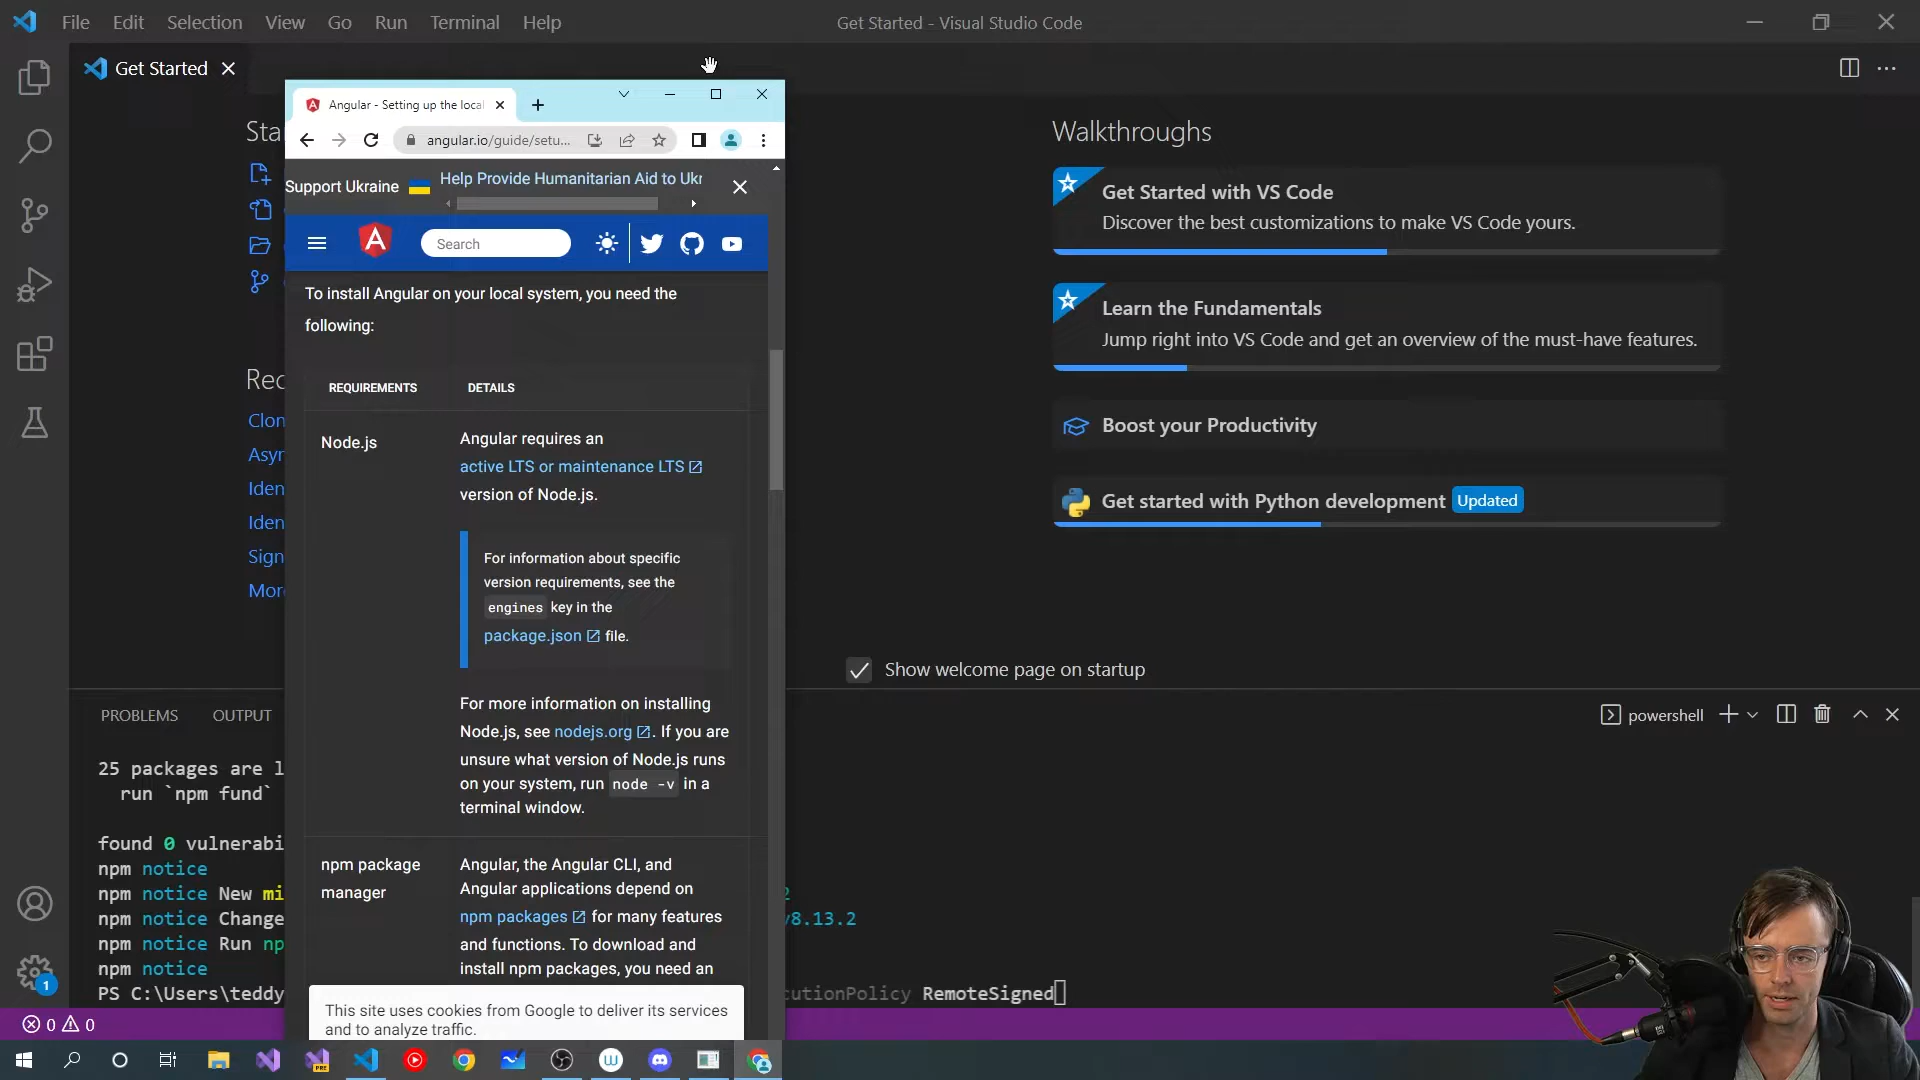 File Edit Selection View Go Run Terminal Help
Get Started - Visual Studio Code
Get Started
Angular - Setting up the local
angular.io/guide/setu...
Support Ukraine
Help Provide Humanitarian Aid to Ukr
Search
To install Angular on your local system, you need the
following:
REQUIREMENTS DETAILS
Node.js
Angular requires an
active LTS or maintenance LTS
version of Node.js.
For information about specific
version requirements, see the
engines key in the
package.json file.
For more information on installing
Node.js, see nodejs.org. If you are
unsure what version of Node.js runs
on your system, run node -v in a
terminal window.
npm package
manager
Angular, the Angular CLI, and
Angular applications depend on
npm packages for many features
and functions. To download and
install npm packages, you need an
This site uses cookies from Google to deliver its services
and to analyze traffic.
Sta
Rec
Clon
Asyn
Iden
Iden
Sign
More
Walkthroughs
Get Started with VS Code
Discover the best customizations to make VS Code yours.
Learn the Fundamentals
Jump right into VS Code and get an overview of the must-have features.
Boost your Productivity
Get started with Python development Updated
Show welcome page on startup
PROBLEMS OUTPUT
powershell
25 packages are l
run `npm fund`
found 0 vulnerabi
npm notice
npm notice New mi
npm notice Change v8.13.2
npm notice Run np
npm notice
PS C:\Users\teddy cutionPolicy RemoteSigned
0 0
1
PRE